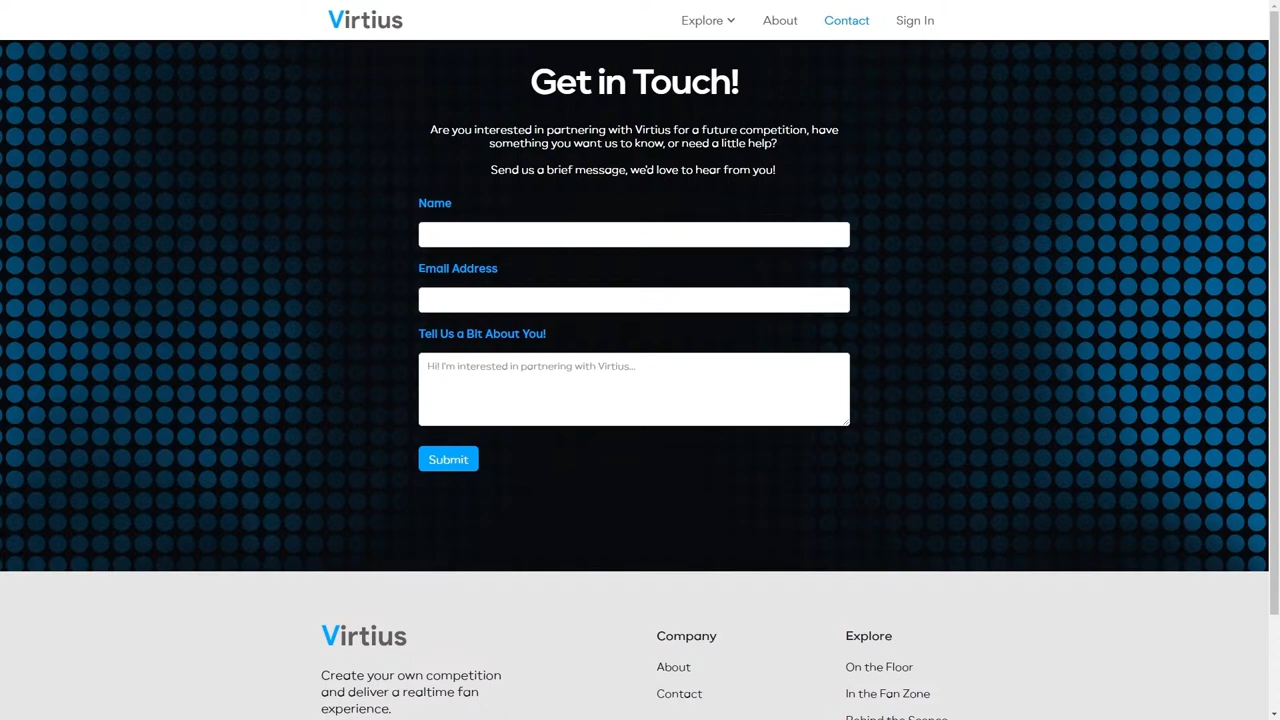 Virtius
Explore
About
Contact
Sign In
Get in Touch!
Are you interested in partnering with Virtius for a future competition, have
something you want us to know, or need a little help?
Send us a brief message, we'd love to hear from you!
Name
Email Address
Tell Us a Bit About You!
Hi! I'm interested in partnering with Virtius...
Submit
Virtius
Create your own competition
and deliver a realtime fan
experience.
Company
About
Contact
Explore
On the Floor
In the Fan Zone
Behind the Scenes